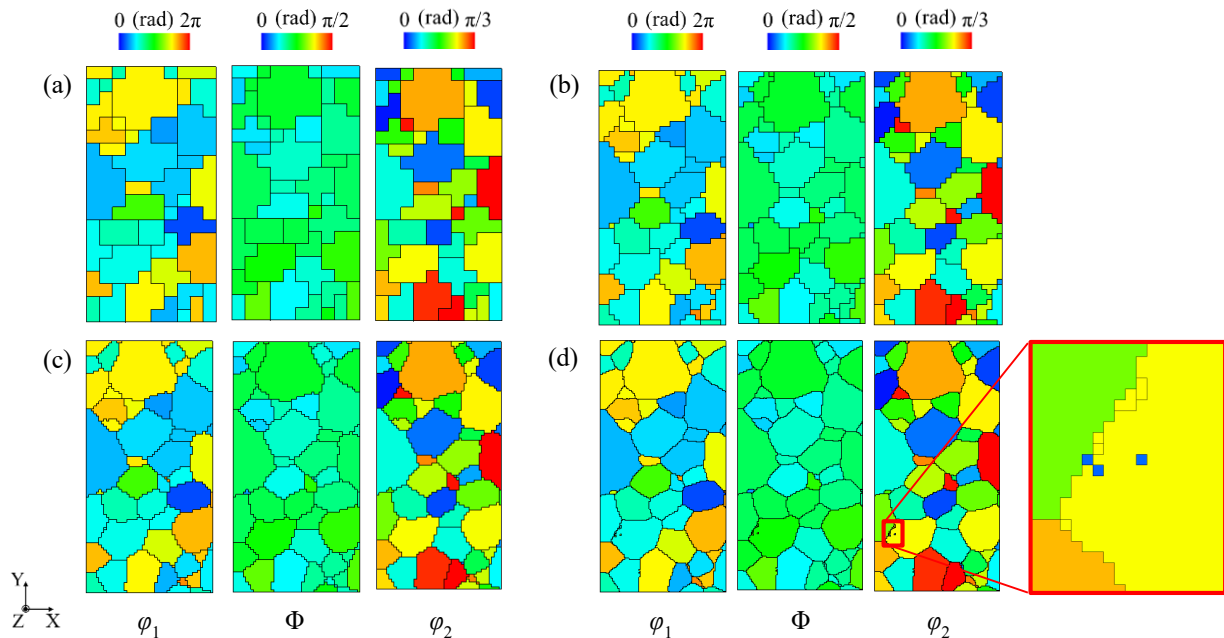 0 (rad) 2π 0 (rad) π/2 0 (rad) π/3 0 (rad) 2π 0 (rad) π/2 0 (rad) π/3
(a) (b)
(c) (d)
Y
Z X
φ1 Φ φ2 φ1 Φ φ2